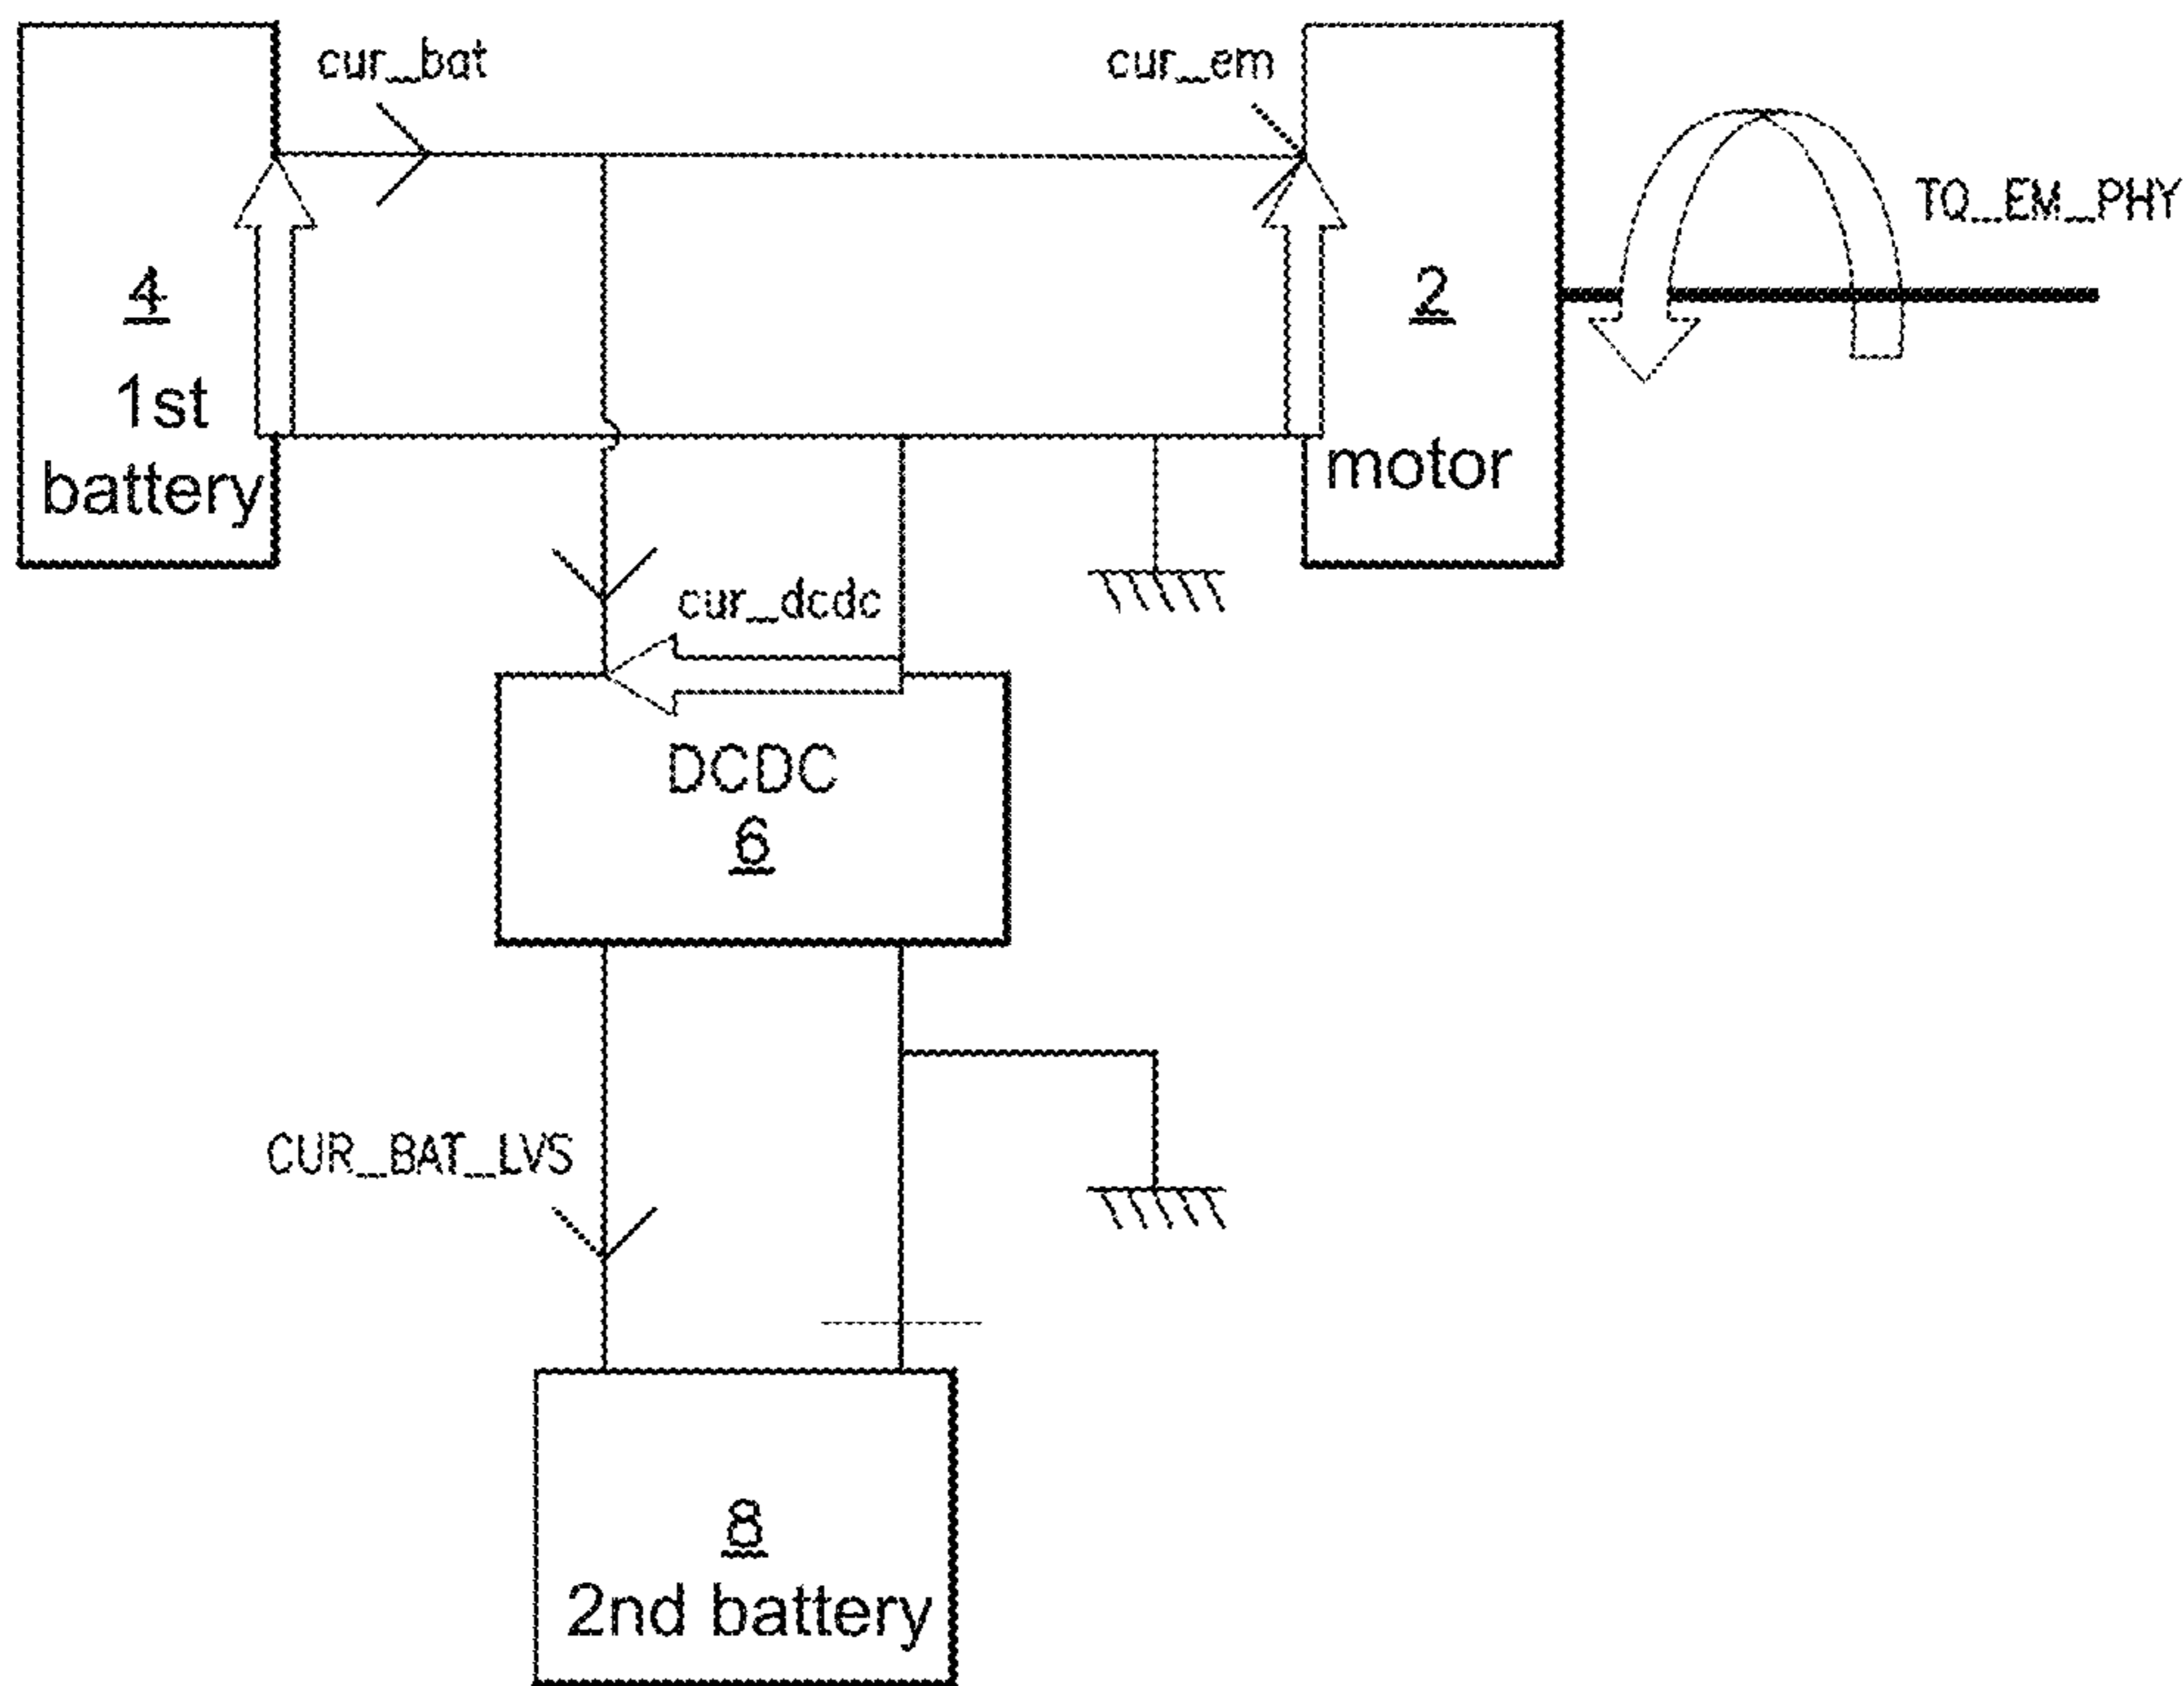 cur_bat
cur_em
4
1st
battery
2
motor
TQ_EM_PHY
cur_dcdc
DCDC
6
CUR_BAT_LVS
8
2nd battery